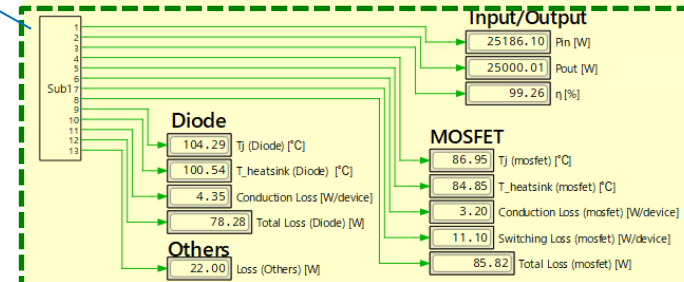 Input/Output
25186.10 Pin [W]
25000.01 Pout [W]
99.26 η [%]
Sub1
1
2
3
4
5
6
7
8
9
10
11
12
13
Diode
104.29 Tj (Diode) [°C]
100.54 T_heatsink (Diode) [°C]
4.35 Conduction Loss [W/device]
78.28 Total Loss (Diode) [W]
Others
22.00 Loss (Others) [W]
MOSFET
86.95 Tj (mosfet) [°C]
84.85 T_heatsink (mosfet) [°C]
3.20 Conduction Loss (mosfet) [W/device]
11.10 Switching Loss (mosfet) [W/device]
85.82 Total Loss (mosfet) [W]